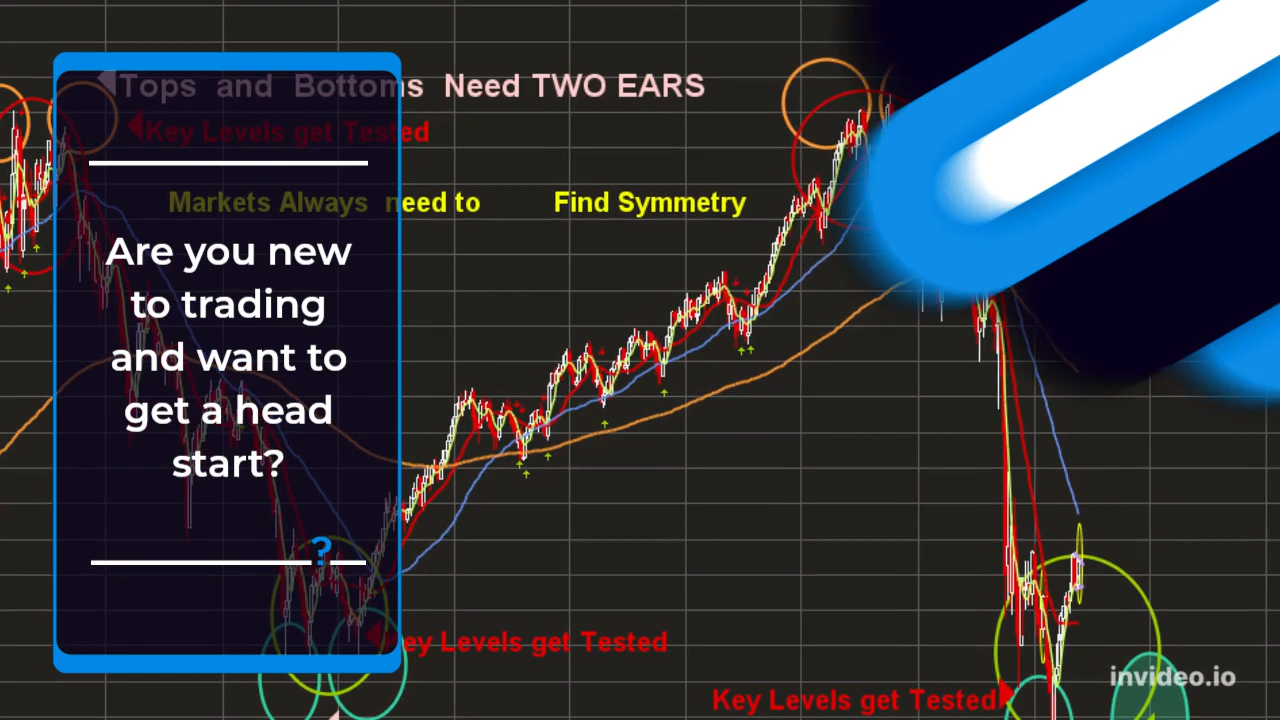 Tops and Bottoms Need TWO EARS
Key Levels get Tested
Markets Always need to Find Symmetry
Are you new
to trading
and want to
get a head
start?
?
Key Levels get Tested
Key Levels get Tested
invideo.io